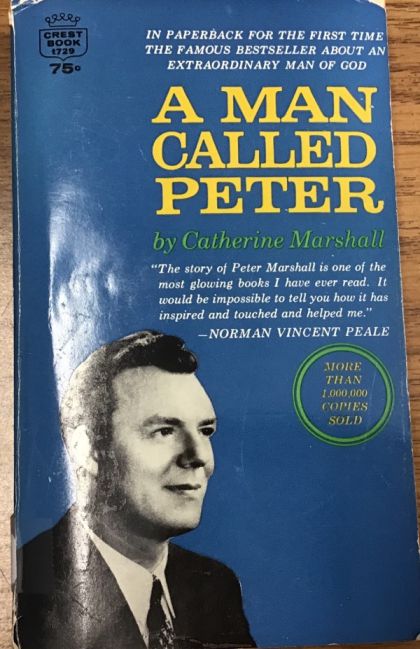 CREST
BOOK
t729
75¢
IN PAPERBACK FOR THE FIRST TIME
THE FAMOUS BESTSELLER ABOUT AN
EXTRAORDINARY MAN OF GOD
A MAN
CALLED
PETER
by Catherine Marshall
"The story of Peter Marshall is one of the
most glowing books I have ever read. It
would be impossible to tell you how it has
inspired and touched and helped me."
—NORMAN VINCENT PEALE
MORE
THAN
1,000,000
COPIES
SOLD